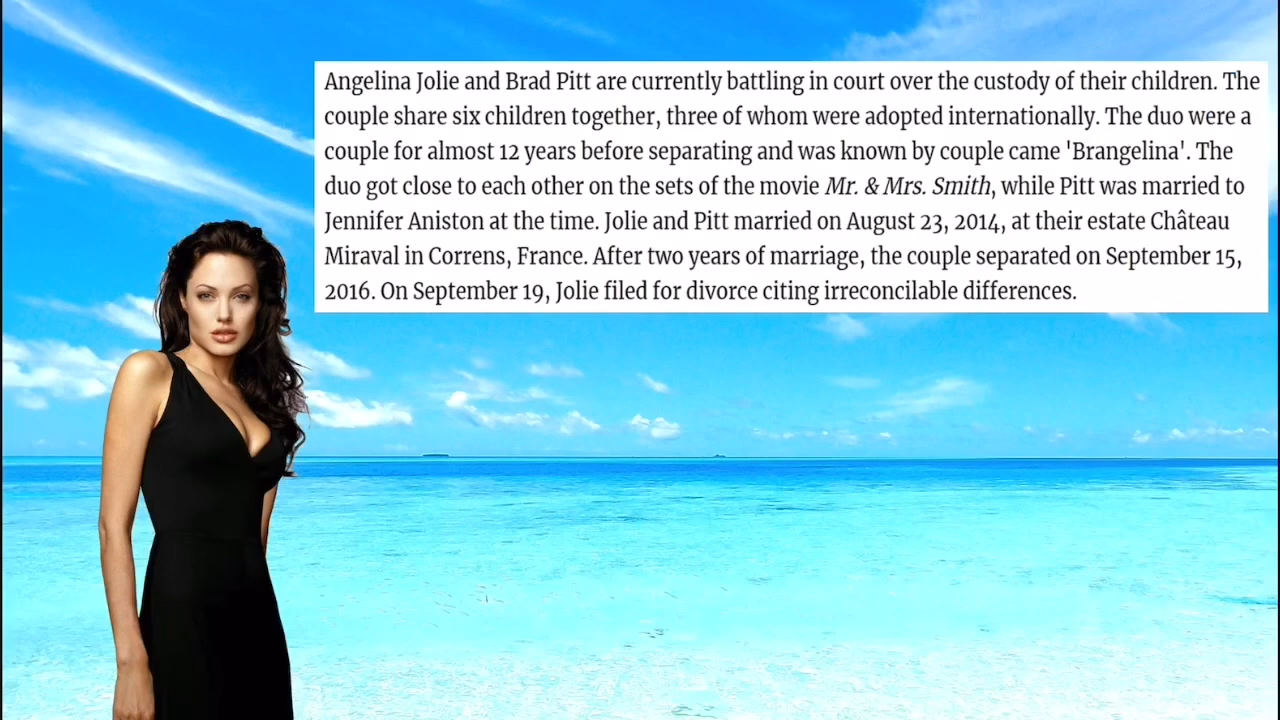 Angelina Jolie and Brad Pitt are currently battling in court over the custody of their children. The
couple share six children together, three of whom were adopted internationally. The duo were a
couple for almost 12 years before separating and was known by couple came 'Brangelina'. The
duo got close to each other on the sets of the movie Mr. & Mrs. Smith, while Pitt was married to
Jennifer Aniston at the time. Jolie and Pitt married on August 23, 2014, at their estate Château
Miraval in Correns, France. After two years of marriage, the couple separated on September 15,
2016. On September 19, Jolie filed for divorce citing irreconcilable differences.